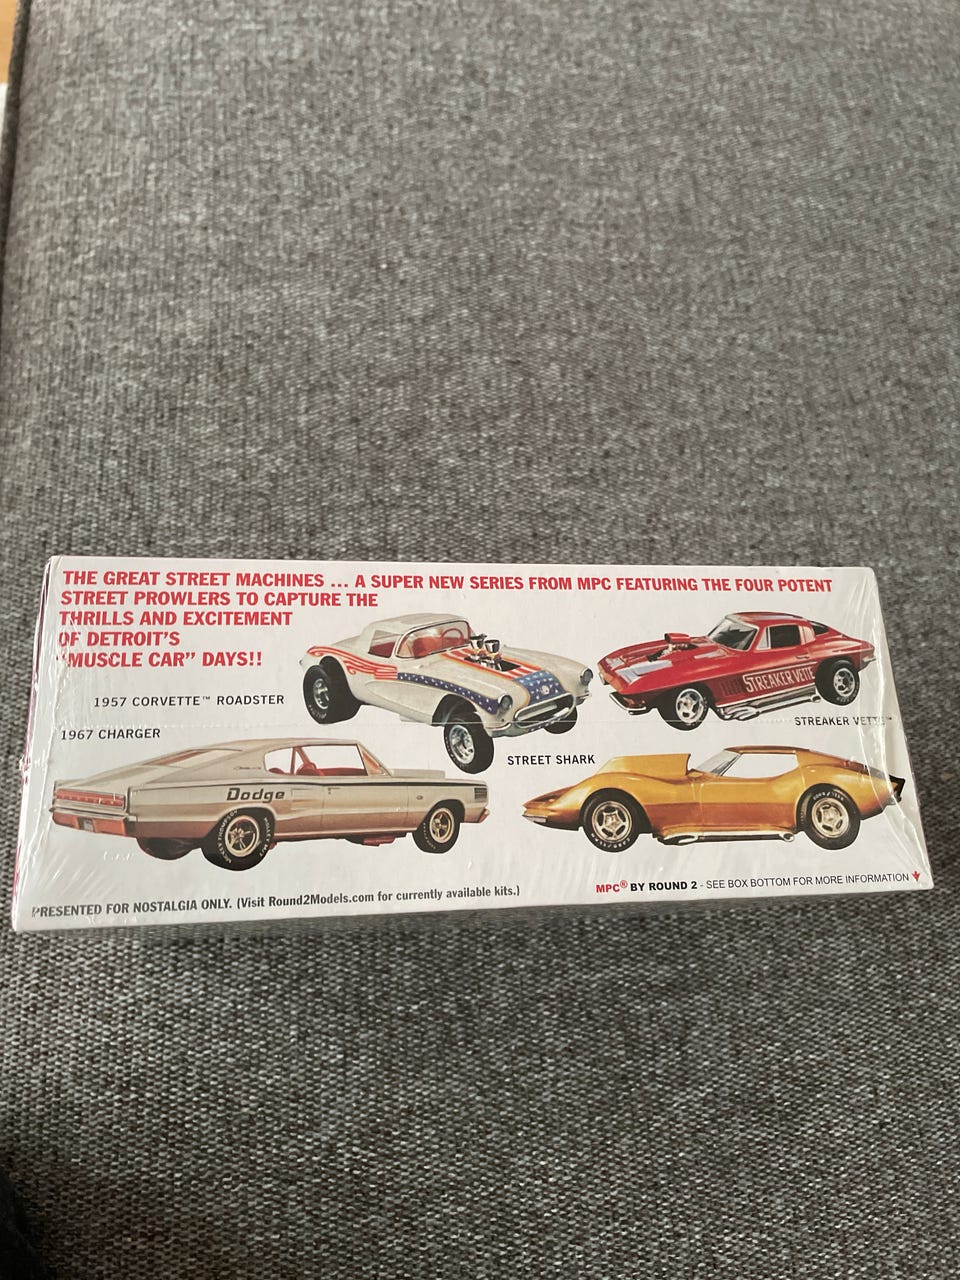 THE GREAT STREET MACHINES ... A SUPER NEW SERIES FROM MPC FEATURING THE FOUR POTENT
STREET PROWLERS TO CAPTURE THE
THRILLS AND EXCITEMENT
OF DETROIT'S
"MUSCLE CAR" DAYS!!
1957 CORVETTE™ ROADSTER
STREAKER VETTE
STREAKER VETTE™
1967 CHARGER
STREET SHARK
Dodge
MPC® BY ROUND 2 - SEE BOX BOTTOM FOR MORE INFORMATION
PRESENTED FOR NOSTALGIA ONLY. (Visit Round2Models.com for currently available kits.)